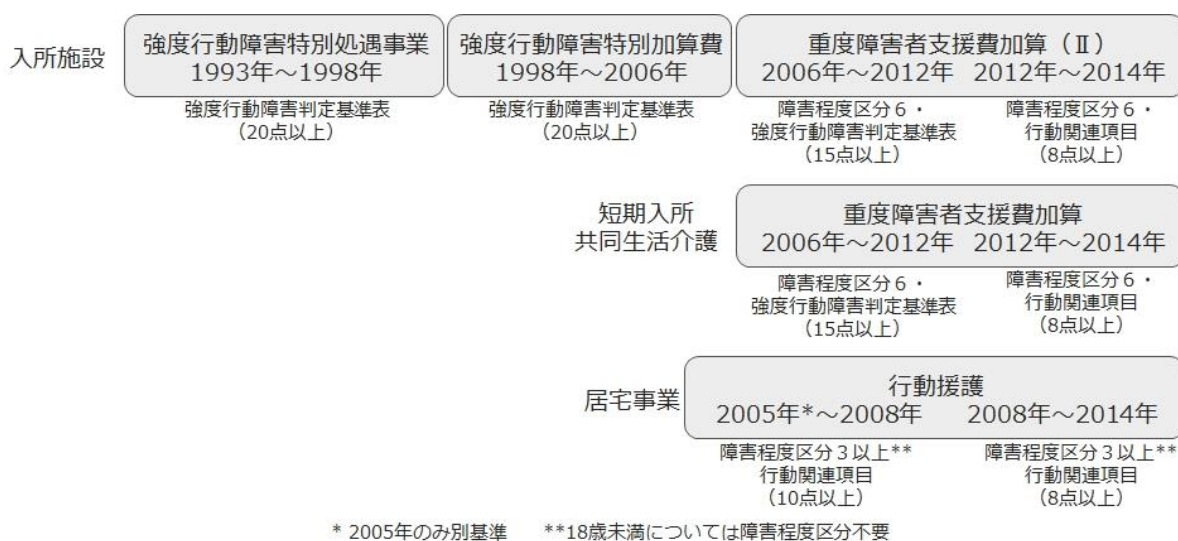 入所施設
強度行動障害特別処遇事業
1993年～1998年
強度行動障害判定基準表
（20点以上）
強度行動障害特別加算費
1998年～2006年
強度行動障害判定基準表
（20点以上）
重度障害者支援費加算（Ⅱ）
2006年～2012年 2012年～2014年
障害程度区分６・
強度行動障害判定基準表
（15点以上）
障害程度区分６・
行動関連項目
（8点以上）
短期入所
共同生活介護
重度障害者支援費加算
2006年～2012年 2012年～2014年
障害程度区分６・
強度行動障害判定基準表
（15点以上）
障害程度区分６・
行動関連項目
（8点以上）
居宅事業
行動援護
2005年*～2008年 2008年～2014年
障害程度区分３以上**
行動関連項目
（10点以上）
障害程度区分３以上**
行動関連項目
（8点以上）
* 2005年のみ別基準 **18歳未満については障害程度区分不要